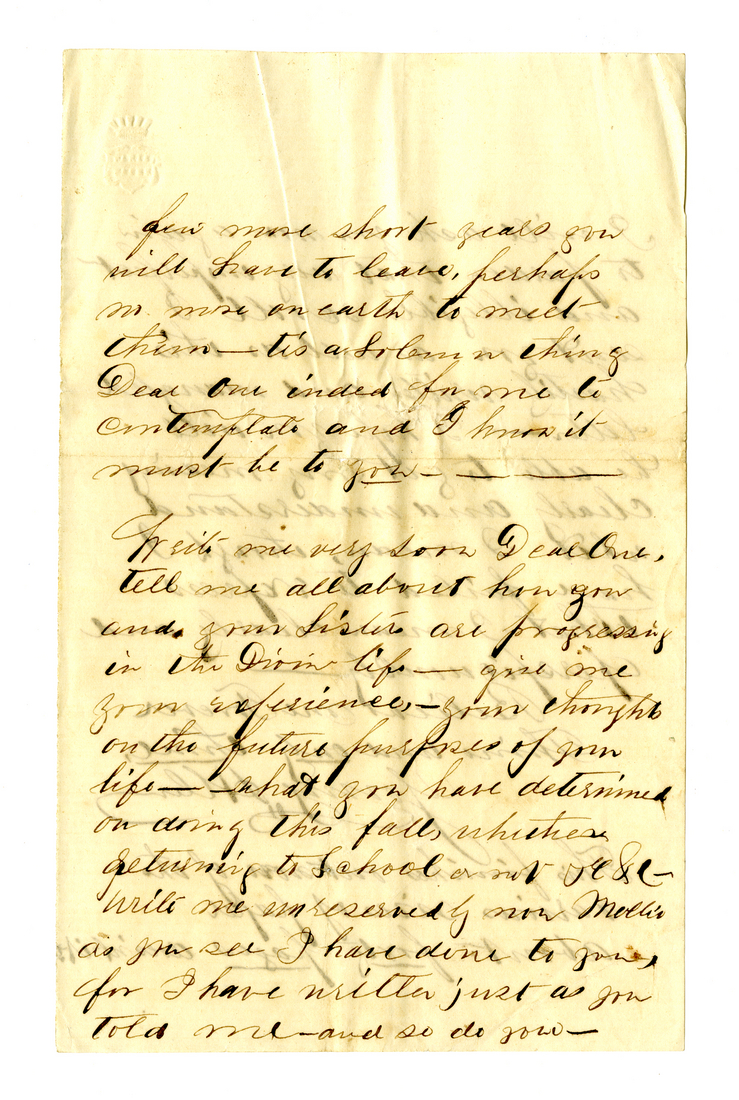 few more short years you
will have to leave, perhaps
no more on earth to meet
them— tis a Solemn thing
Dear One inded for me to
contemplate and I know it
must be to you— — —
Write me very soon Dear One,
tell me all about how you
and your Sisters are progressing
in the Divin life— give me
your experience,—your thoughts
on the future purposes of your
life— —what you have determined
on doing this fall, whether
returning to School or not &c &c—
Write me unreservedly now Mollie
as you see I have done to you,
for I have written just as you
told me—and so do you—